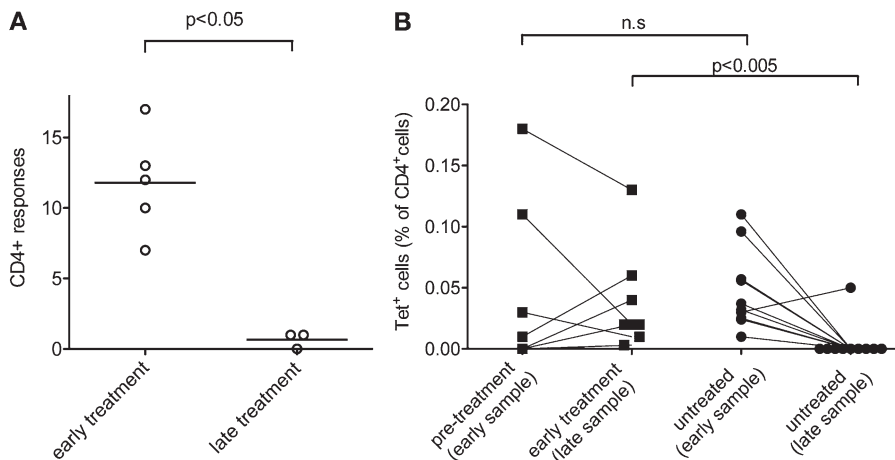 A
p<0.05
CD4+ responses
15
10
5
0
early treatment
late treatment
B
n.s
p<0.005
Tet⁺ cells (% of CD4⁺cells)
0.20
0.15
0.10
0.05
0.00
pre-treatment
(early sample)
early treatment
(late sample)
untreated
(early sample)
untreated
(late sample)